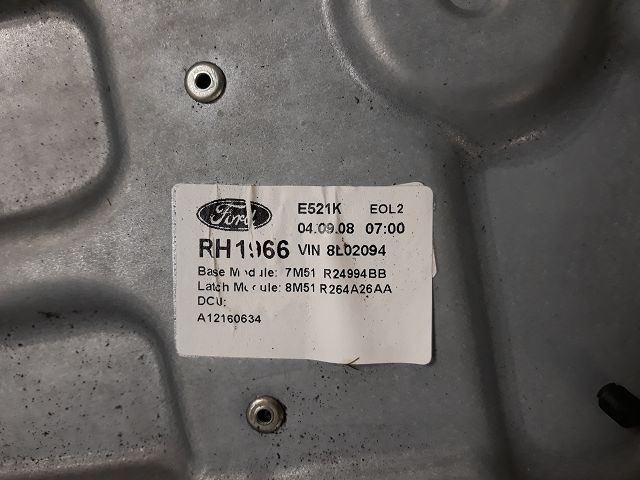 Ford
E521K EOL2
04.09.08 07:00
RH1966 VIN 8L02094
Base Module: 7M51 R24994BB
Latch Module: 8M51 R264A26AA
DCU:
A12160634